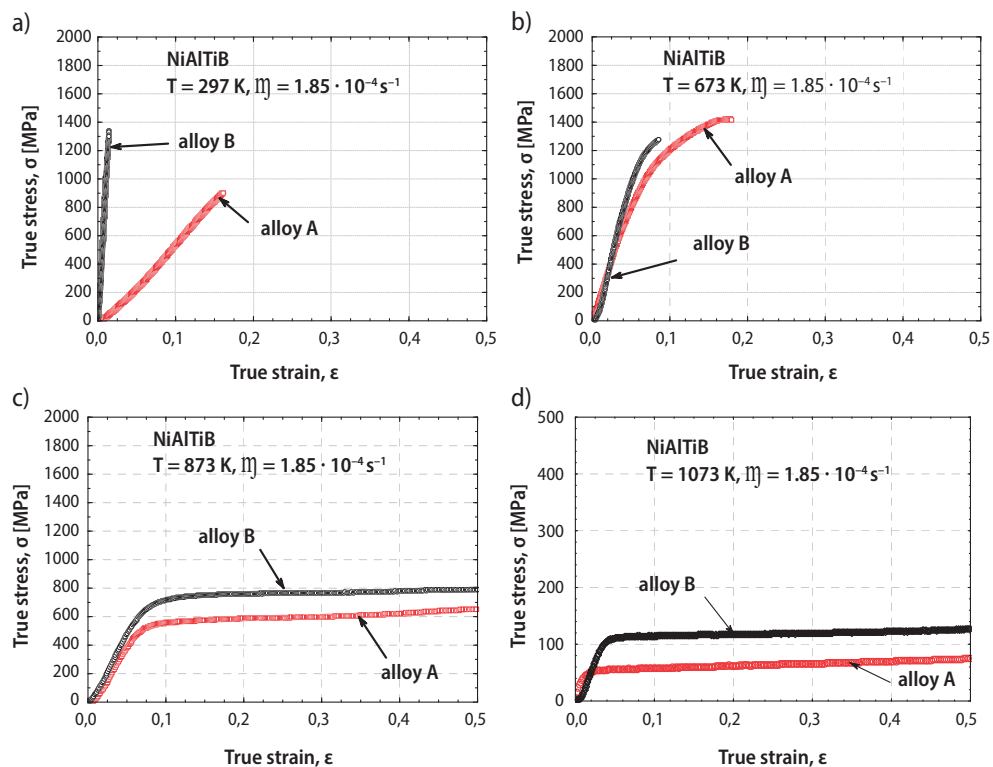 a)
2000
1800
1600
1400
1200
1000
800
600
400
200
0
True stress, σ [MPa]
NiAlTiB
T = 297 K, ῃ = 1.85 · 10⁻⁴ s⁻¹
alloy B
alloy A
0,0 0,1 0,2 0,3 0,4 0,5
True strain, ε
b)
2000
1800
1600
1400
1200
1000
800
600
400
200
0
True stress, σ [MPa]
NiAlTiB
T = 673 K, ῃ = 1.85 · 10⁻⁴ s⁻¹
alloy A
alloy B
0,0 0,1 0,2 0,3 0,4 0,5
True strain, ε
c)
2000
1800
1600
1400
1200
1000
800
600
400
200
0
True stress, σ [MPa]
NiAlTiB
T = 873 K, ῃ = 1.85 · 10⁻⁴ s⁻¹
alloy B
alloy A
0,0 0,1 0,2 0,3 0,4 0,5
True strain, ε
d)
500
400
300
200
100
0
True stress, σ [MPa]
NiAlTiB
T = 1073 K, ῃ = 1.85 · 10⁻⁴ s⁻¹
alloy B
alloy A
0,0 0,1 0,2 0,3 0,4 0,5
True strain, ε